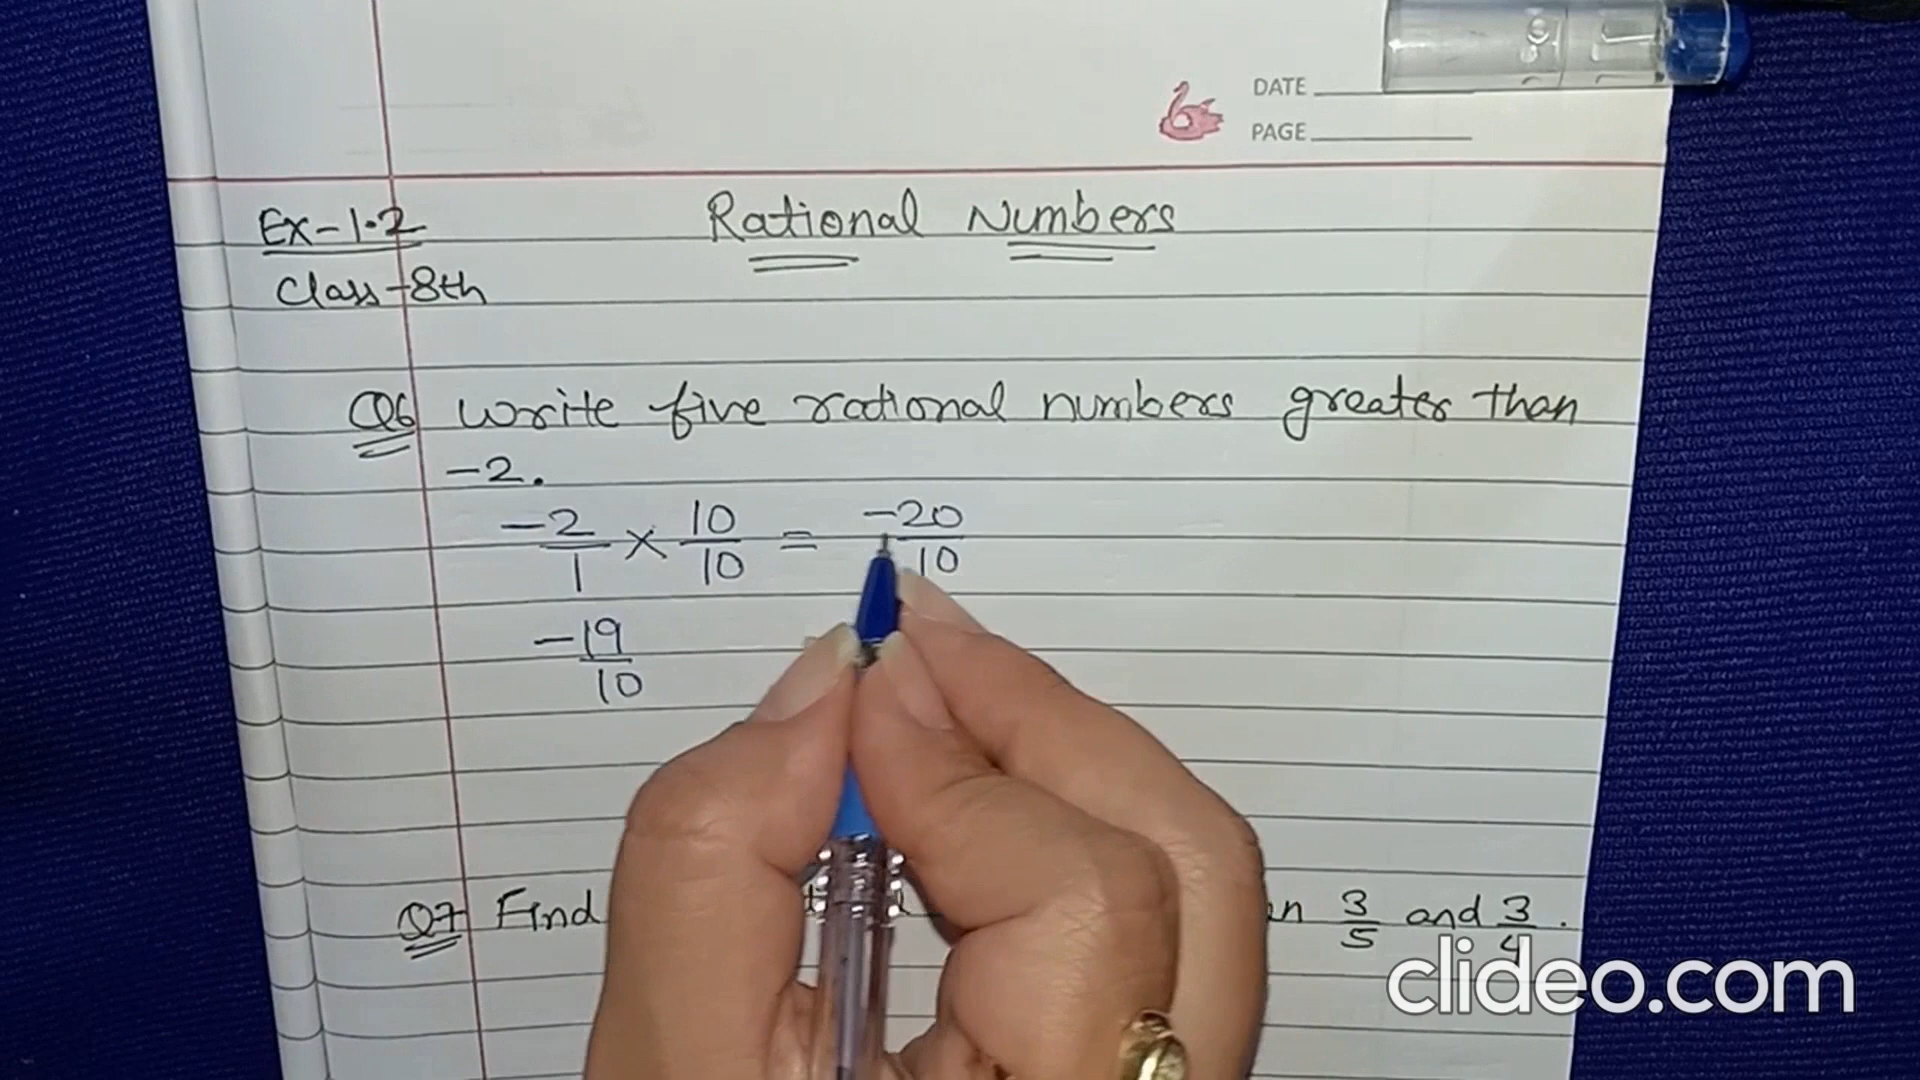 DATE
PAGE
Ex-1.2
Rational Numbers
Class-8th
Q6 Write five rational numbers greater than
-2.
-2/1 × 10/10 = -20/10
-19/10
Q7 Find 3/5 and 3/4.
clideo.com